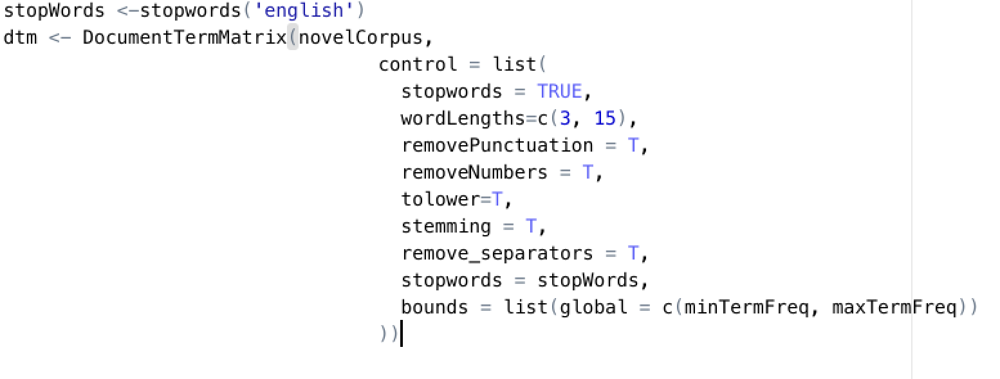 stopWords <-stopwords('english')
dtm <- DocumentTermMatrix(novelCorpus,
control = list(
stopwords = TRUE,
wordLengths=c(3, 15),
removePunctuation = T,
removeNumbers = T,
tolower=T,
stemming = T,
remove_separators = T,
stopwords = stopWords,
bounds = list(global = c(minTermFreq, maxTermFreq))
))